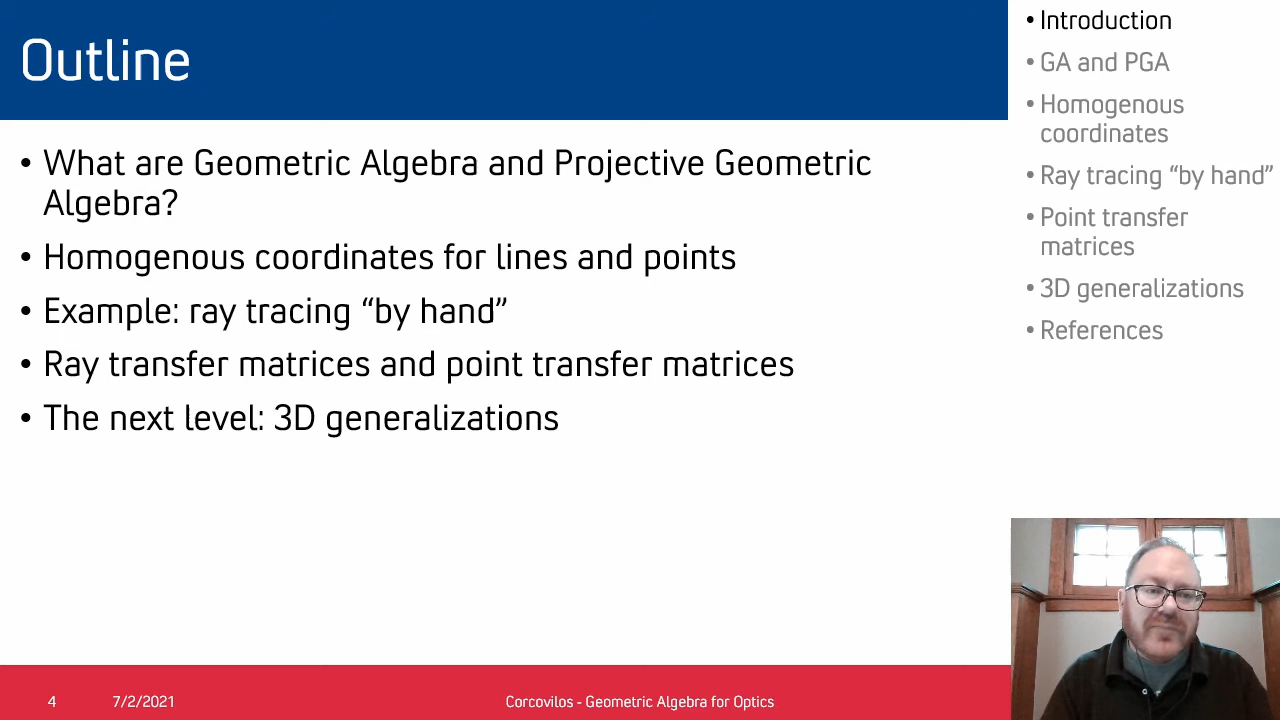 Outline
• What are Geometric Algebra and Projective Geometric
Algebra?
• Homogenous coordinates for lines and points
• Example: ray tracing “by hand”
• Ray transfer matrices and point transfer matrices
• The next level: 3D generalizations
• Introduction
• GA and PGA
• Homogenous
coordinates
• Ray tracing “by hand”
• Point transfer
matrices
• 3D generalizations
• References
4 7/2/2021 Corcovilos - Geometric Algebra for Optics